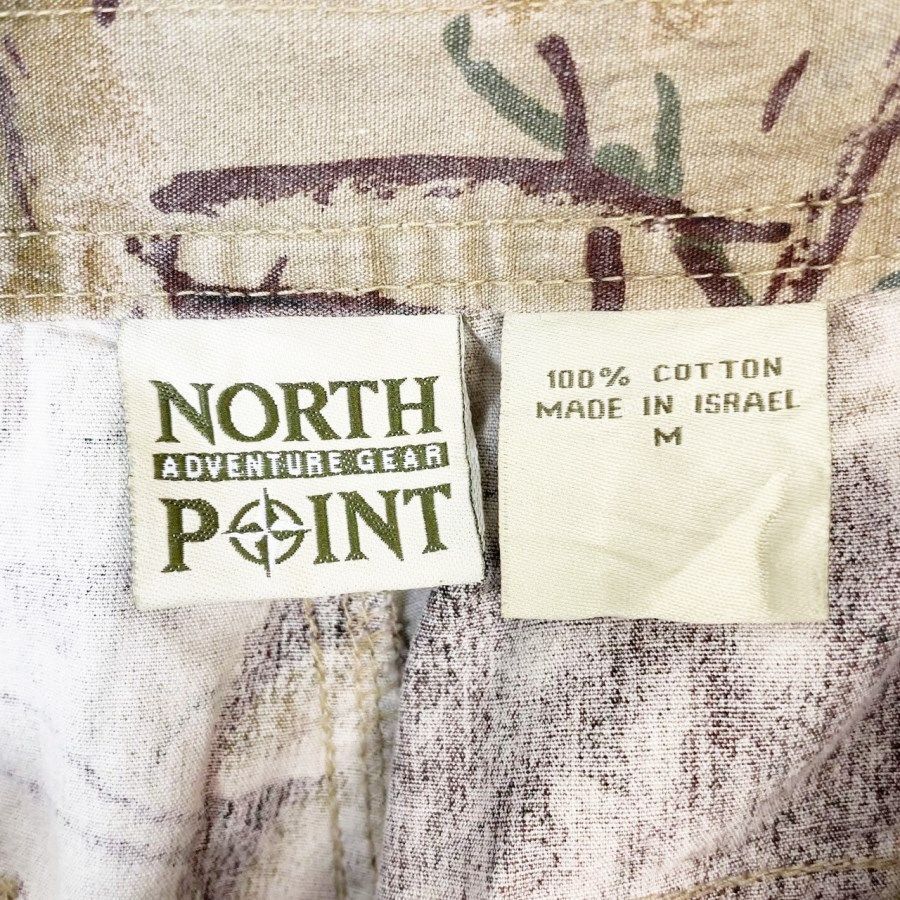 NORTH
ADVENTURE GEAR
POINT
100% COTTON
MADE IN ISRAEL
M